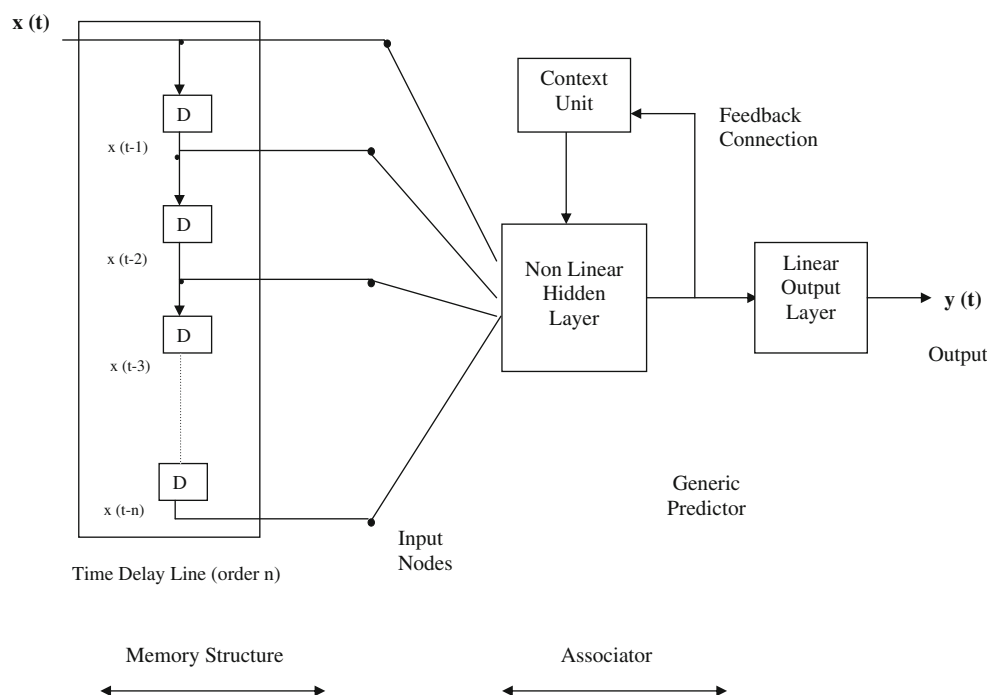 x (t)
D
x (t-1)
D
x (t-2)
D
x (t-3)
D
x (t-n)
Time Delay Line (order n)
Input
Nodes
Context
Unit
Feedback
Connection
Non Linear
Hidden
Layer
Linear
Output
Layer
y (t)
Output
Generic
Predictor
Memory Structure
Associator